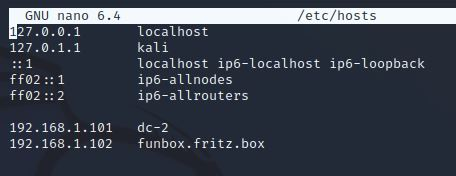 GNU nano 6.4 /etc/hosts
127.0.0.1 localhost
127.0.1.1 kali
::1 localhost ip6-localhost ip6-loopback
ff02::1 ip6-allnodes
ff02::2 ip6-allrouters
192.168.1.101 dc-2
192.168.1.102 funbox.fritz.box